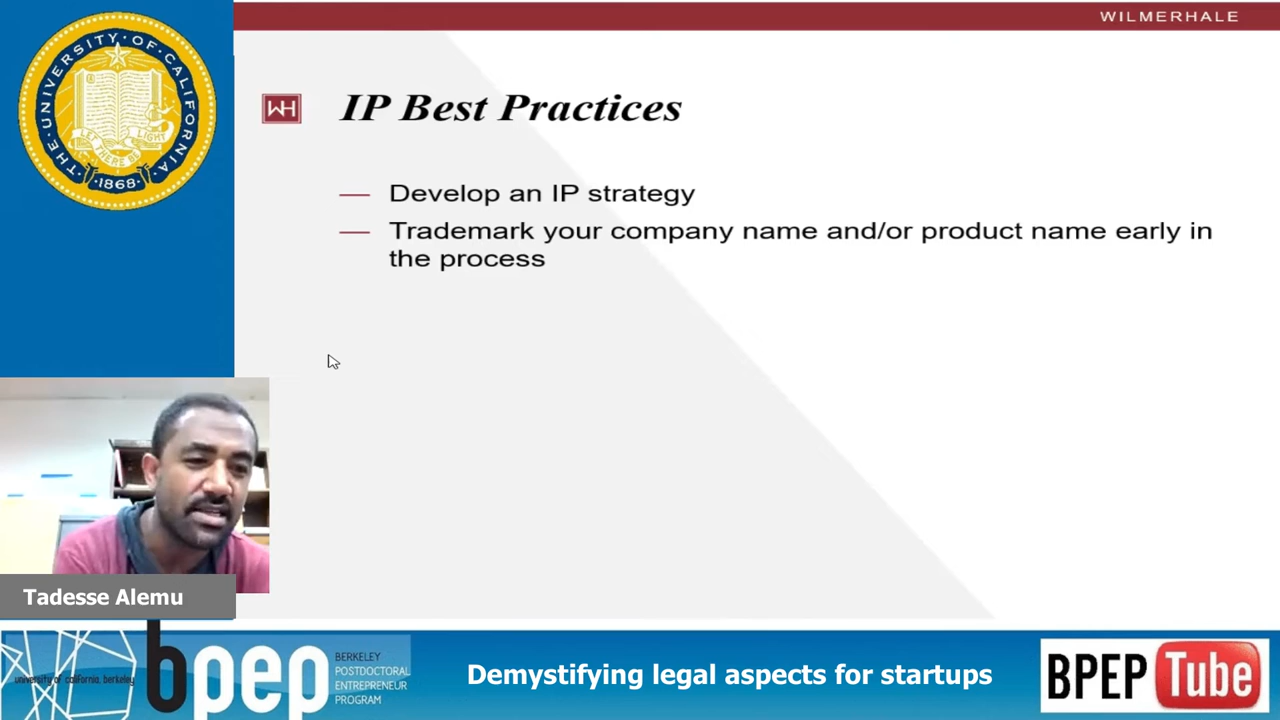 WILMERHALE
THE UNIVERSITY OF CALIFORNIA
LET THERE BE LIGHT
1868
WH
IP Best Practices
— Develop an IP strategy
— Trademark your company name and/or product name early in
the process
Tadesse Alemu
university of california, berkeley
bpep
BERKELEY
POSTDOCTORAL
ENTREPRENEUR
PROGRAM
Demystifying legal aspects for startups
BPEP Tube